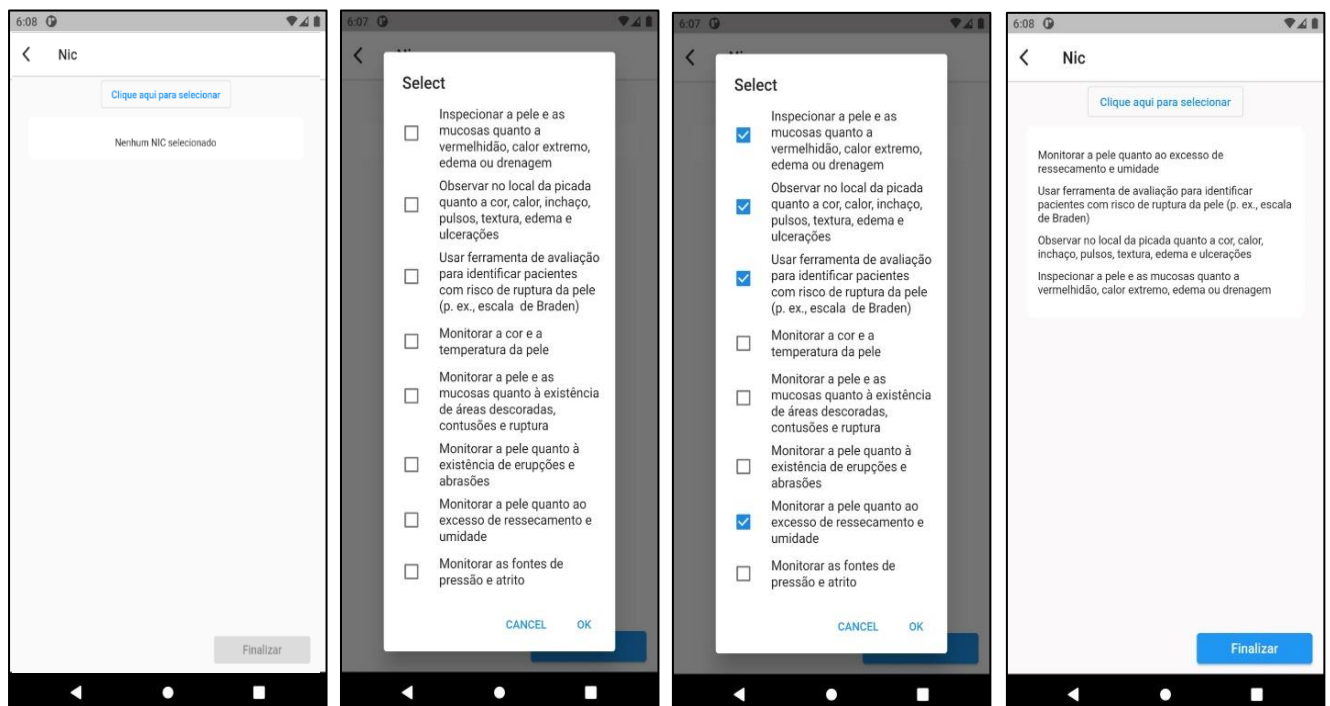 6:08
Nic
Clique aqui para selecionar
Nenhum NIC selecionado
Finalizar
6:07
Select
Inspecionar a pele e as
mucosas quanto a
vermelhidão, calor extremo,
edema ou drenagem
Observar no local da picada
quanto a cor, calor, inchaço,
pulsos, textura, edema e
ulcerações
Usar ferramenta de avaliação
para identificar pacientes
com risco de ruptura da pele
(p. ex., escala de Braden)
Monitorar a cor e a
temperatura da pele
Monitorar a pele e as
mucosas quanto à existência
de áreas descoradas,
contusões e ruptura
Monitorar a pele quanto à
existência de erupções e
abrasões
Monitorar a pele quanto ao
excesso de ressecamento e
umidade
Monitorar as fontes de
pressão e atrito
CANCEL OK
6:07
Select
Inspecionar a pele e as
mucosas quanto a
vermelhidão, calor extremo,
edema ou drenagem
Observar no local da picada
quanto a cor, calor, inchaço,
pulsos, textura, edema e
ulcerações
Usar ferramenta de avaliação
para identificar pacientes
com risco de ruptura da pele
(p. ex., escala de Braden)
Monitorar a cor e a
temperatura da pele
Monitorar a pele e as
mucosas quanto à existência
de áreas descoradas,
contusões e ruptura
Monitorar a pele quanto à
existência de erupções e
abrasões
Monitorar a pele quanto ao
excesso de ressecamento e
umidade
Monitorar as fontes de
pressão e atrito
CANCEL OK
6:08
Nic
Clique aqui para selecionar
Monitorar a pele quanto ao excesso de
ressecamento e umidade
Usar ferramenta de avaliação para identificar
pacientes com risco de ruptura da pele (p. ex., escala
de Braden)
Observar no local da picada quanto a cor, calor,
inchaço, pulsos, textura, edema e ulcerações
Inspecionar a pele e as mucosas quanto a
vermelhidão, calor extremo, edema ou drenagem
Finalizar